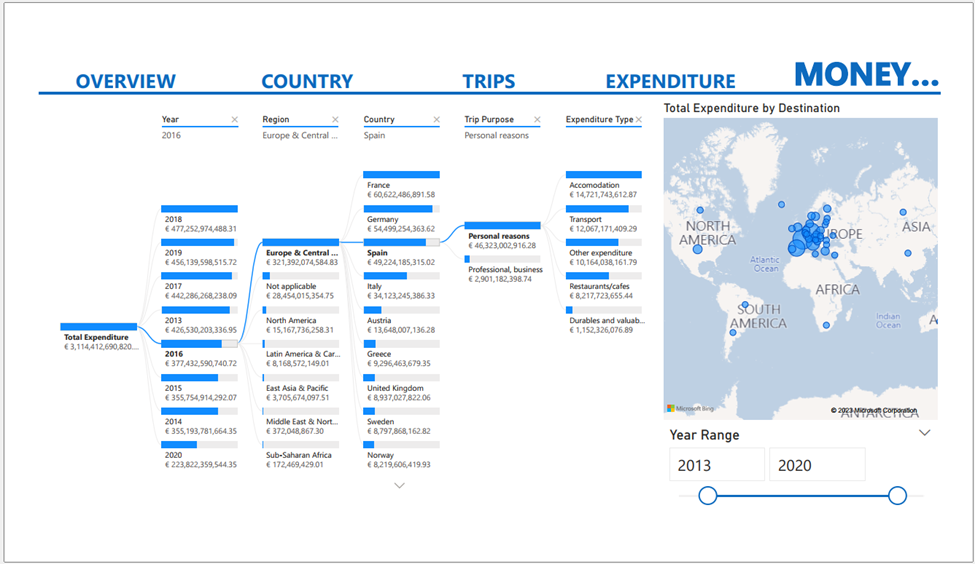 OVERVIEW COUNTRY TRIPS EXPENDITURE MONEY...
Year
2016
Region
Europe & Central ...
Country
Spain
Trip Purpose
Personal reasons
Expenditure Type
Total Expenditure
€ 3,114,412,690,820...
2018
€ 477,252,974,488.31
2019
€ 456,139,598,515.72
2017
€ 442,286,268,238.09
2013
€ 426,530,203,336.95
2016
€ 377,432,590,740.72
2015
€ 355,754,914,292.07
2014
€ 355,193,781,664.35
2020
€ 223,822,359,544.35
Europe & Central ...
€ 321,392,074,584.83
Not applicable
€ 28,454,015,354.75
North America
€ 15,167,736,258.31
Latin America & Car...
€ 8,168,572,149.01
East Asia & Pacific
€ 3,705,674,097.51
Middle East & Nort...
€ 372,048,867.30
Sub-Saharan Africa
€ 172,469,429.01
France
€ 60,622,486,891.58
Germany
€ 54,499,254,363.62
Spain
€ 49,224,185,315.02
Italy
€ 34,123,245,386.33
Austria
€ 13,648,007,136.28
Greece
€ 9,296,463,679.35
United Kingdom
€ 8,937,027,822.06
Sweden
€ 8,797,868,162.82
Norway
€ 8,219,606,419.93
Personal reasons
€ 46,323,002,916.28
Professional, business
€ 2,901,182,398.74
Accomodation
€ 14,721,743,612.87
Transport
€ 12,067,171,409.29
Other expenditure
€ 10,164,038,161.79
Restaurants/cafes
€ 8,217,723,655.44
Durables and valuab...
€ 1,152,326,076.89
Total Expenditure by Destination
NORTH
AMERICA
EUROPE
ASIA
Atlantic
Ocean
AFRICA
SOUTH
AMERICA
Indian
Ocean
A
Microsoft Bing
© 2023 Microsoft Corporation
ANTARCTICA
Year Range
2013
2020